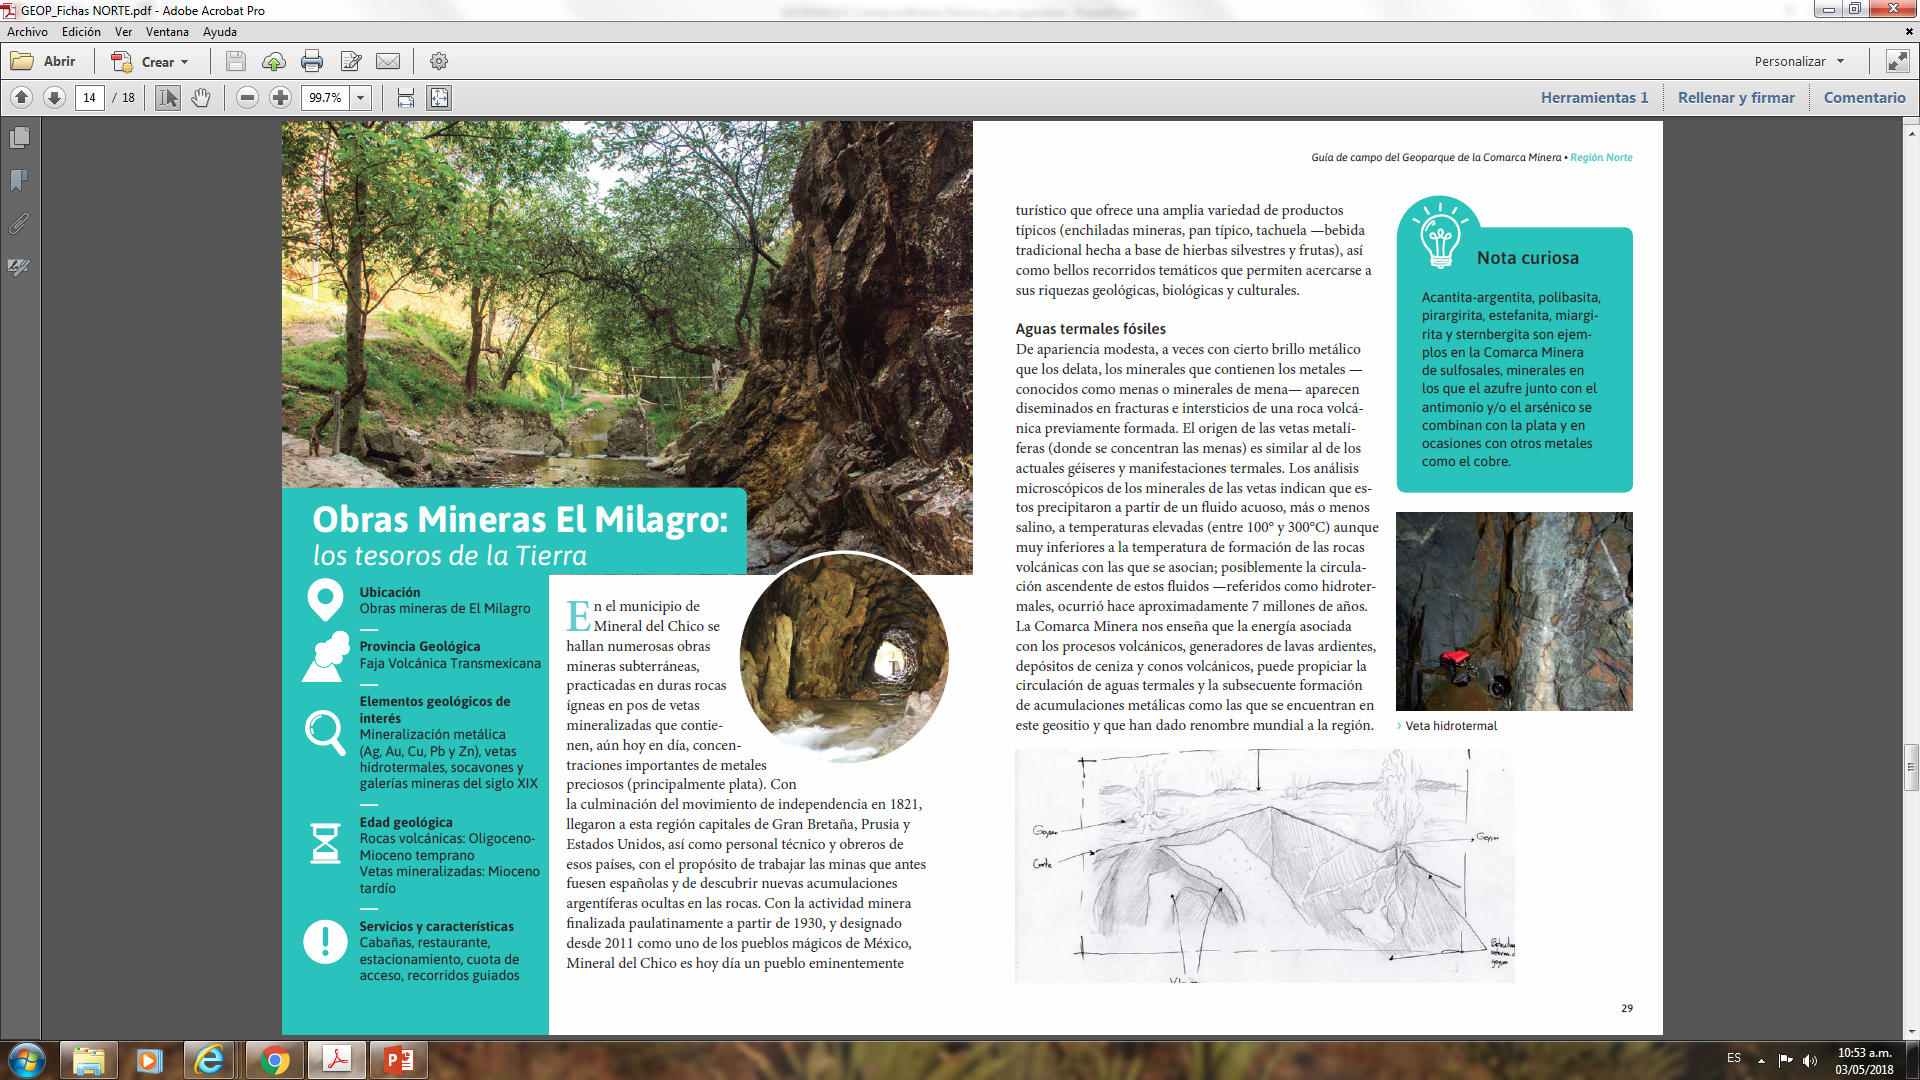 GEOP_Fichas NORTE.pdf - Adobe Acrobat Pro
Archivo Edición Ver Ventana Ayuda
Abrir
Crear
Personalizar
14 / 18
99.7%
Herramientas 1
Rellenar y firmar
Comentario
Obras Mineras El Milagro:
los tesoros de la Tierra
Ubicación
Obras mineras de El Milagro
Provincia Geológica
Faja Volcánica Transmexicana
Elementos geológicos de
interés
Mineralización metálica
(Ag, Au, Cu, Pb y Zn), vetas
hidrotermales, socavones y
galerías mineras del siglo XIX
Edad geológica
Rocas volcánicas: Oligoceno-
Mioceno temprano
Vetas mineralizadas: Mioceno
tardío
Servicios y características
Cabañas, restaurante,
estacionamiento, cuota de
acceso, recorridos guiados
En el municipio de
Mineral del Chico se
hallan numerosas obras
mineras subterráneas,
practicadas en duras rocas
ígneas en pos de vetas
mineralizadas que contie-
nen, aún hoy en día, concen-
traciones importantes de metales
preciosos (principalmente plata). Con
la culminación del movimiento de independencia en 1821,
llegaron a esta región capitales de Gran Bretaña, Prusia y
Estados Unidos, así como personal técnico y obreros de
esos países, con el propósito de trabajar las minas que antes
fuesen españolas y de descubrir nuevas acumulaciones
argentíferas ocultas en las rocas. Con la actividad minera
finalizada paulatinamente a partir de 1930, y designado
desde 2011 como uno de los pueblos mágicos de México,
Mineral del Chico es hoy día un pueblo eminentemente
Guía de campo del Geoparque de la Comarca Minera • Región Norte
turístico que ofrece una amplia variedad de productos
típicos (enchiladas mineras, pan típico, tachuela —bebida
tradicional hecha a base de hierbas silvestres y frutas), así
como bellos recorridos temáticos que permiten acercarse a
sus riquezas geológicas, biológicas y culturales.
Aguas termales fósiles
De apariencia modesta, a veces con cierto brillo metálico
que los delata, los minerales que contienen los metales —
conocidos como menas o minerales de mena— aparecen
diseminados en fracturas e intersticios de una roca volcá-
nica previamente formada. El origen de las vetas metalí-
feras (donde se concentran las menas) es similar al de los
actuales géiseres y manifestaciones termales. Los análisis
microscópicos de los minerales de las vetas indican que es-
tos precipitaron a partir de un fluido acuoso, más o menos
salino, a temperaturas elevadas (entre 100° y 300°C) aunque
muy inferiores a la temperatura de formación de las rocas
volcánicas con las que se asocian; posiblemente la circula-
ción ascendente de estos fluidos —referidos como hidroter-
males, ocurrió hace aproximadamente 7 millones de años.
La Comarca Minera nos enseña que la energía asociada
con los procesos volcánicos, generadores de lavas ardientes,
depósitos de ceniza y conos volcánicos, puede propiciar la
circulación de aguas termales y la subsecuente formación
de acumulaciones metálicas como las que se encuentran en
este geositio y que han dado renombre mundial a la región.
Nota curiosa
Acantita-argentita, polibasita,
pirargirita, estefanita, miargi-
rita y sternbergita son ejem-
plos en la Comarca Minera
de sulfosales, minerales en
los que el azufre junto con el
antimonio y/o el arsénico se
combinan con la plata y en
ocasiones con otros metales
como el cobre.
› Veta hidrotermal
Geyser
Corte
Geyser
29
ES
10:53 a.m.
03/05/2018